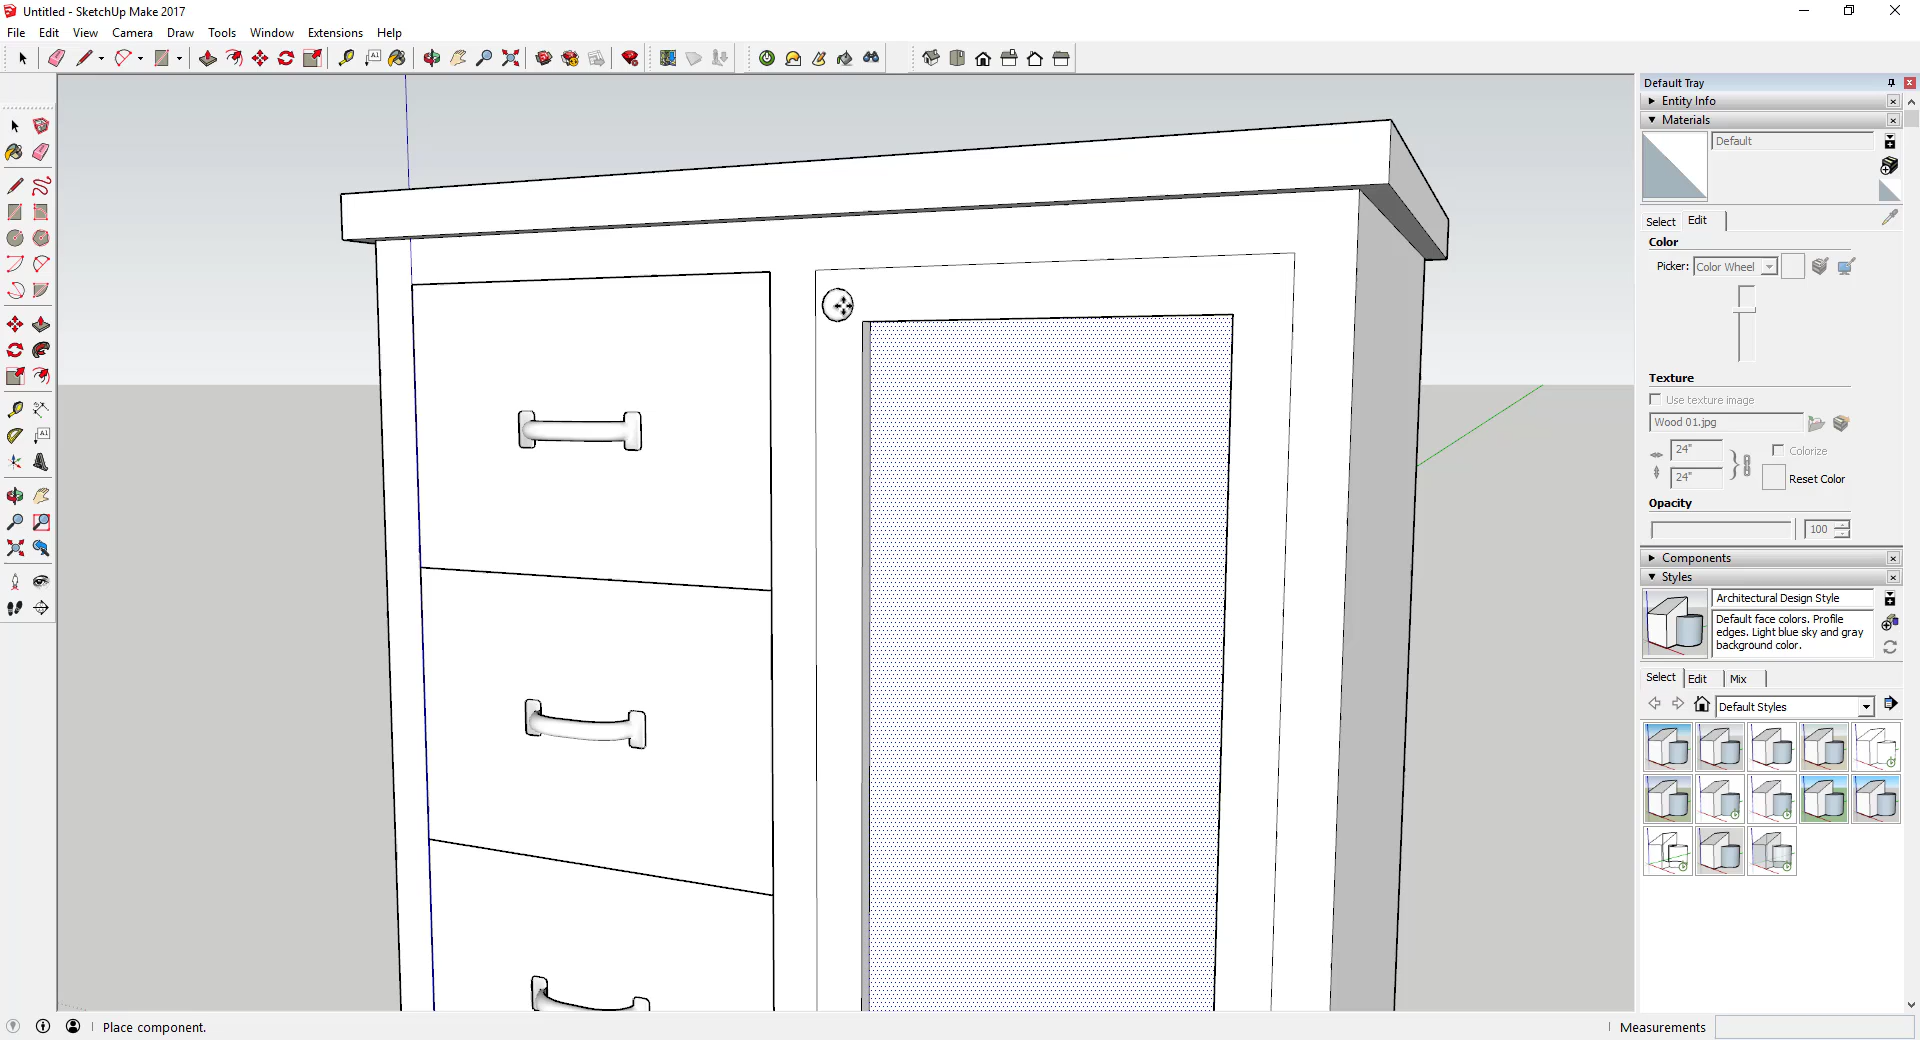 Untitled - SketchUp Make 2017
File Edit View Camera Draw Tools Window Extensions Help
A1
Default Tray
Entity Info
Materials
Default
Select Edit
Color
Picker: Color Wheel
Texture
Use texture image
Wood 01.jpg
24" Colorize
24" Reset Color
Opacity
100
Components
Styles
Architectural Design Style
Default face colors. Profile
edges. Light blue sky and gray
background color.
Select Edit Mix
Default Styles
A1
Place component.
Measurements